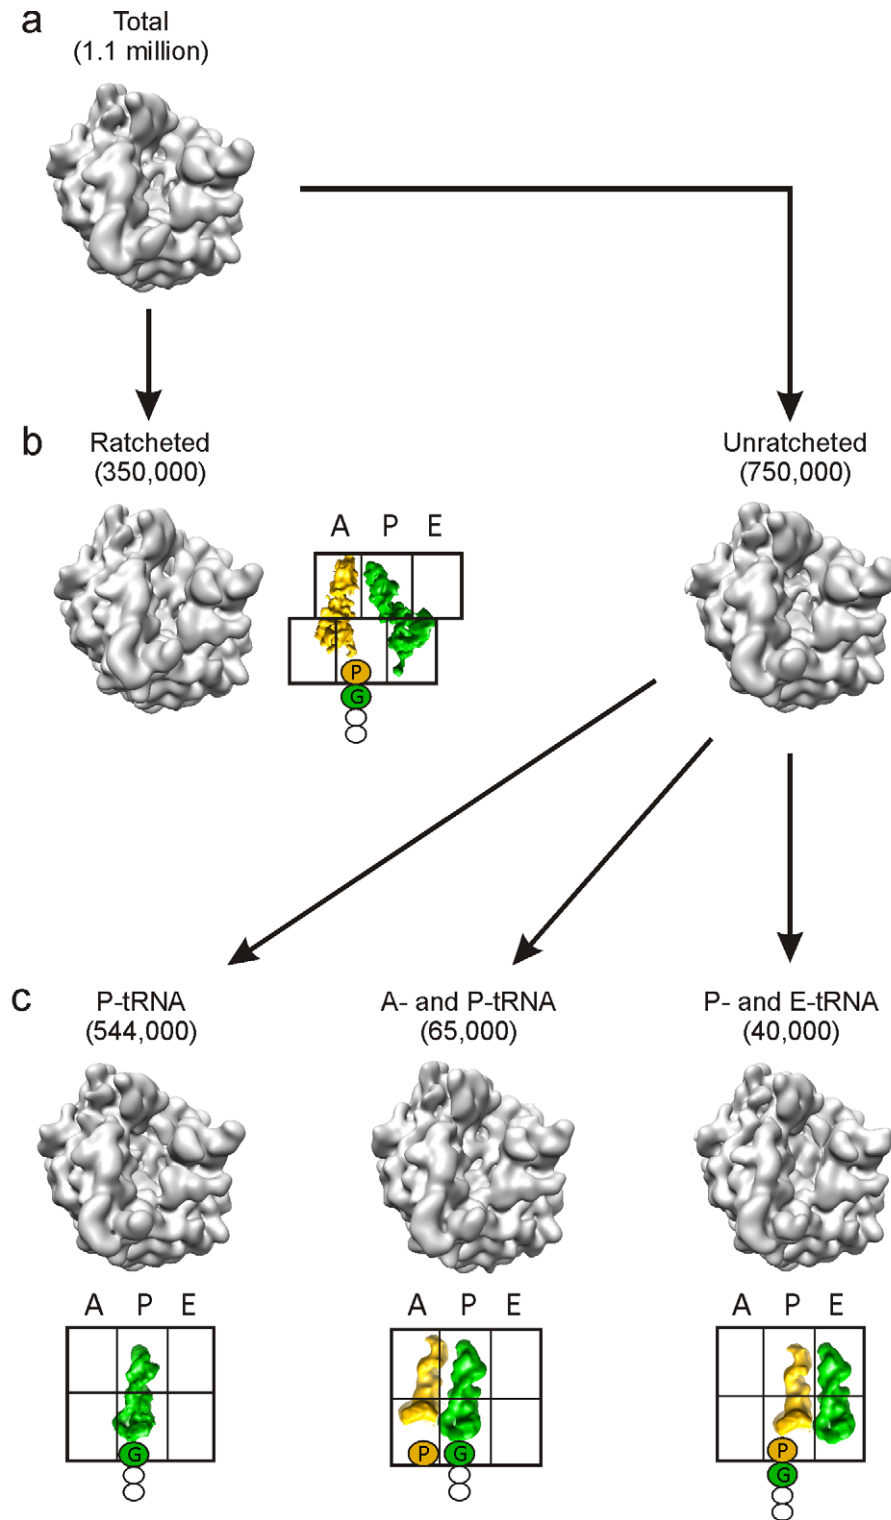 a
Total
(1.1 million)
b
Ratcheted
(350,000)
Unratcheted
(750,000)
A P E
P
G
c
P-tRNA
(544,000)
A- and P-tRNA
(65,000)
P- and E-tRNA
(40,000)
A P E
A P E
A P E
G
P G
P
G